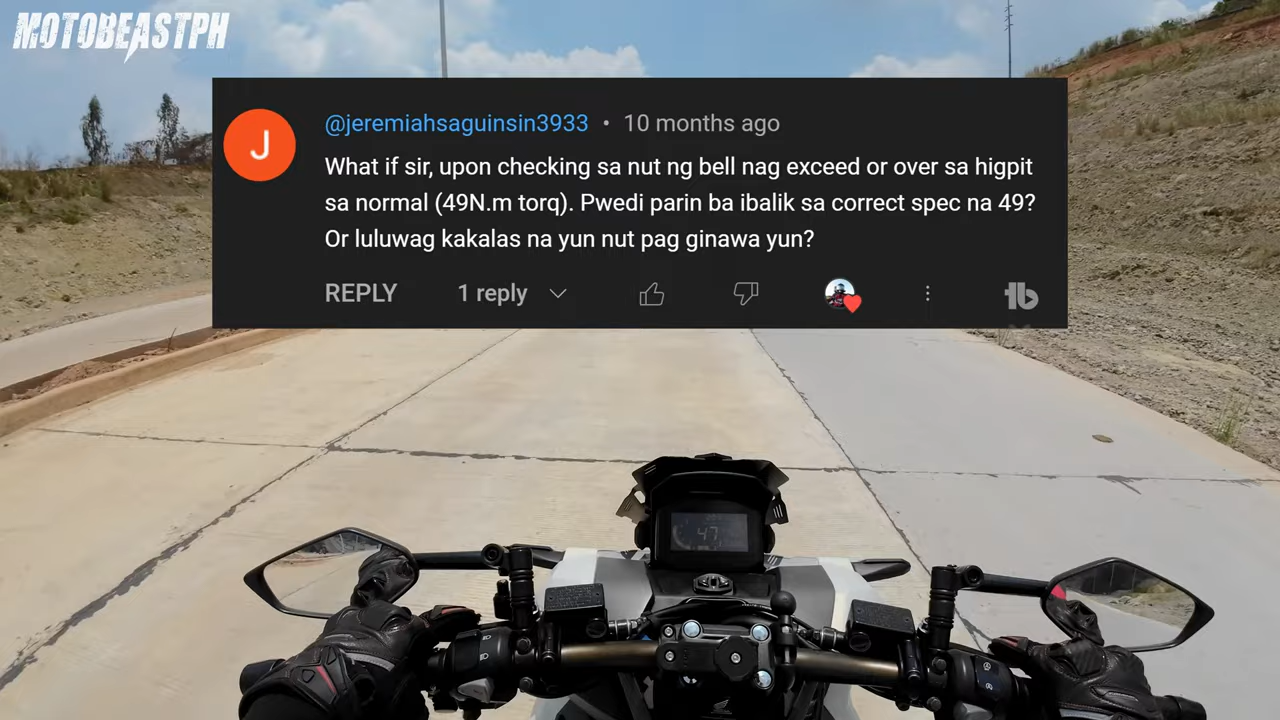 MOTOBEASTPH
J
@jeremiahsaguinsin3933 • 10 months ago
What if sir, upon checking sa nut ng bell nag exceed or over sa higpit
sa normal (49N.m torq). Pwedi parin ba ibalik sa correct spec na 49?
Or luluwag kakalas na yun nut pag ginawa yun?
REPLY 1 reply
47